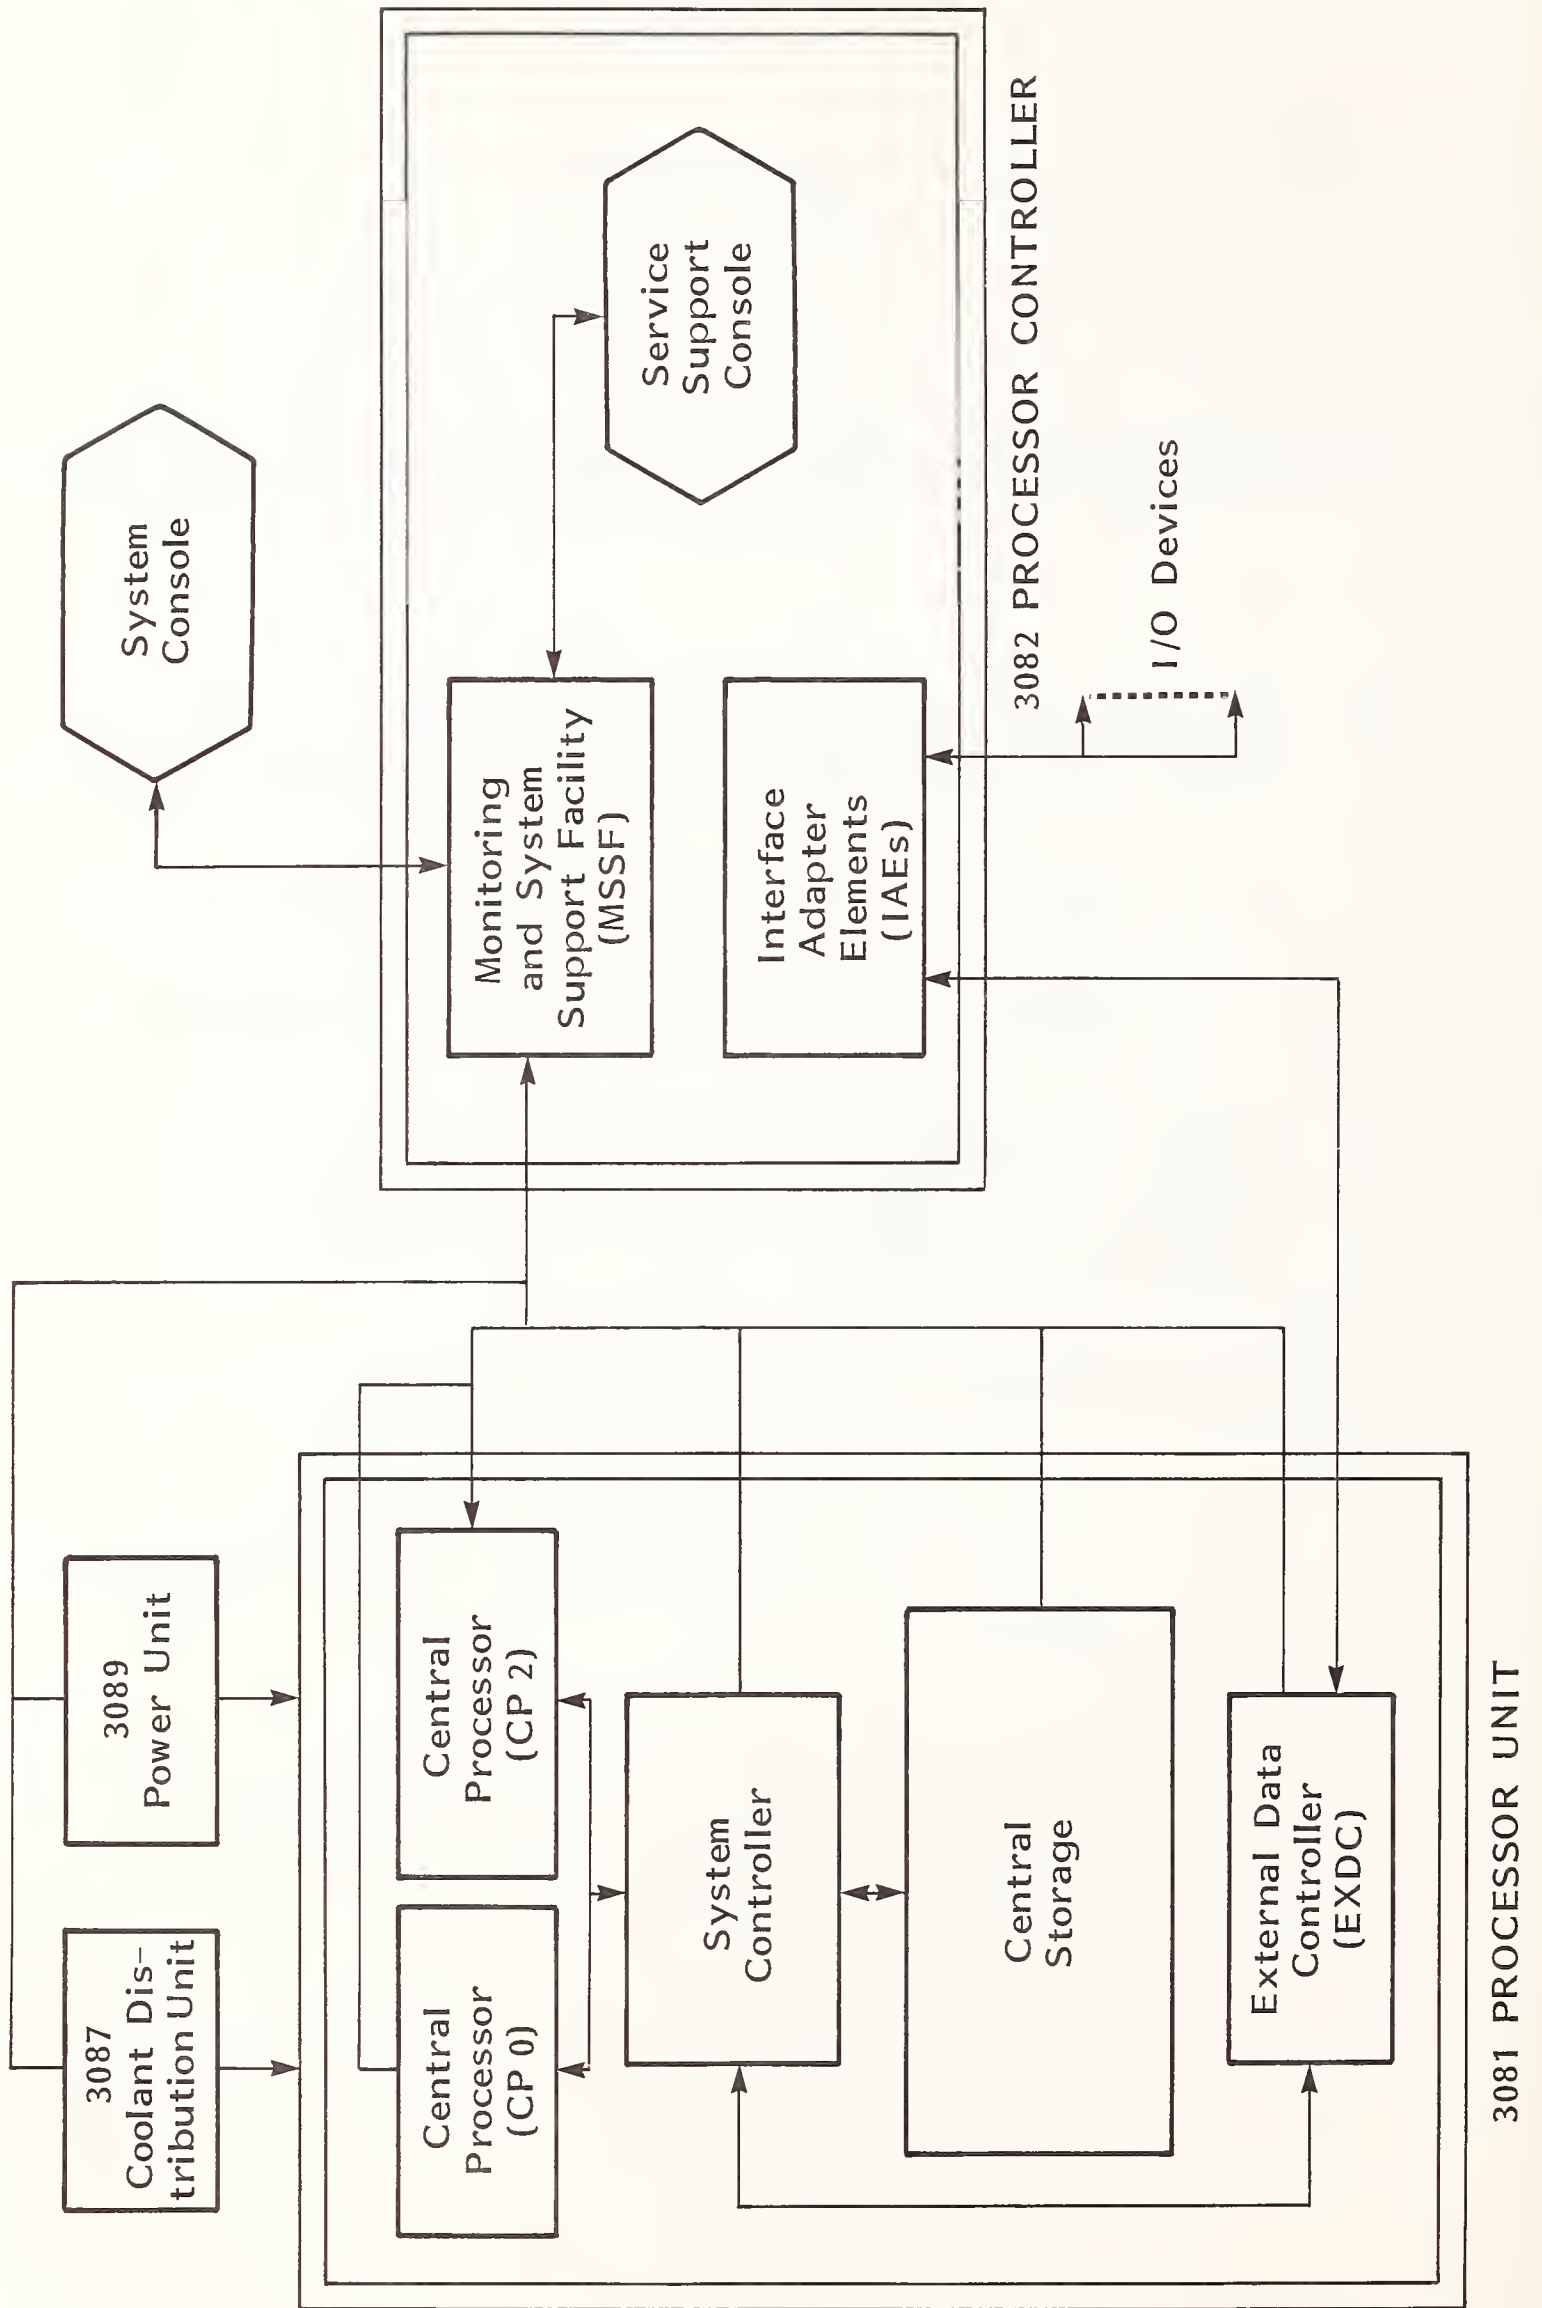 3087
Coolant Dis-
tribution Unit
3089
Power Unit
System
Console
Central
Processor
(CP 0)
Central
Processor
(CP 2)
System
Controller
Central
Storage
External Data
Controller
(EXDC)
3081 PROCESSOR UNIT
Monitoring
and System
Support Facility
(MSSF)
Service
Support
Console
Interface
Adapter
Elements
(IAEs)
3082 PROCESSOR CONTROLLER
I/O Devices